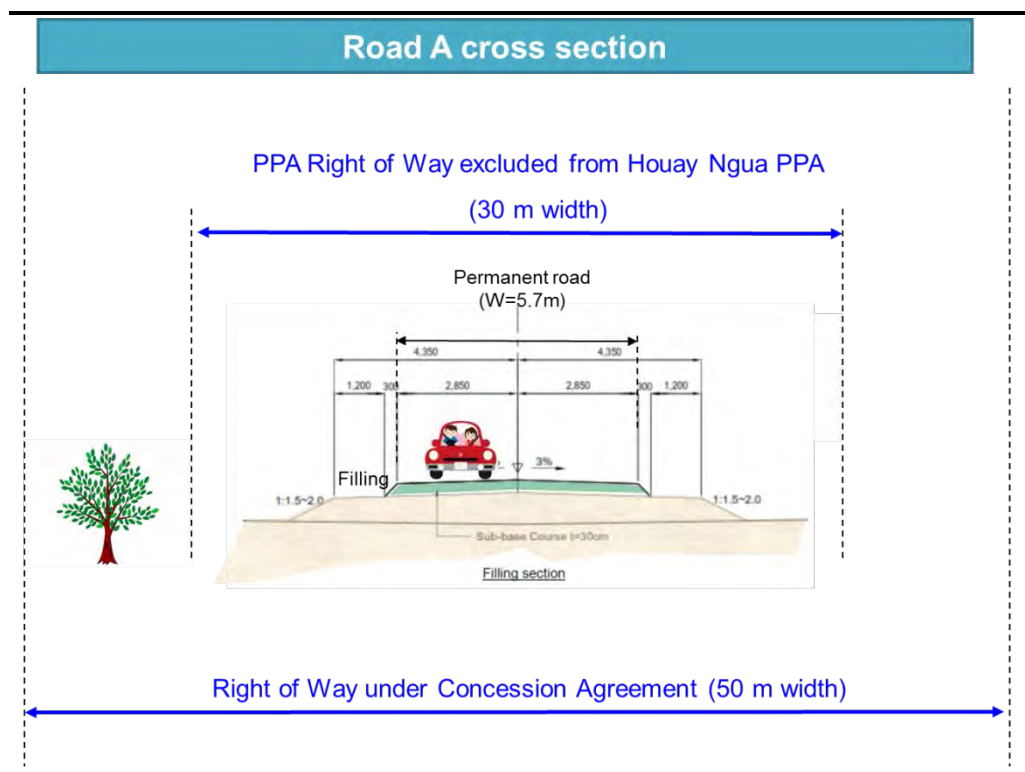 Road A cross section
PPA Right of Way excluded from Houay Ngua PPA
(30 m width)
Permanent road
(W=5.7m)
4,350 4,350
1,200 300 2,850 2,850 300 1,200
3%
Filling
1:1.5~2.0 1:1.5~2.0
Sub-base Course t=30cm
Filling section
Right of Way under Concession Agreement (50 m width)